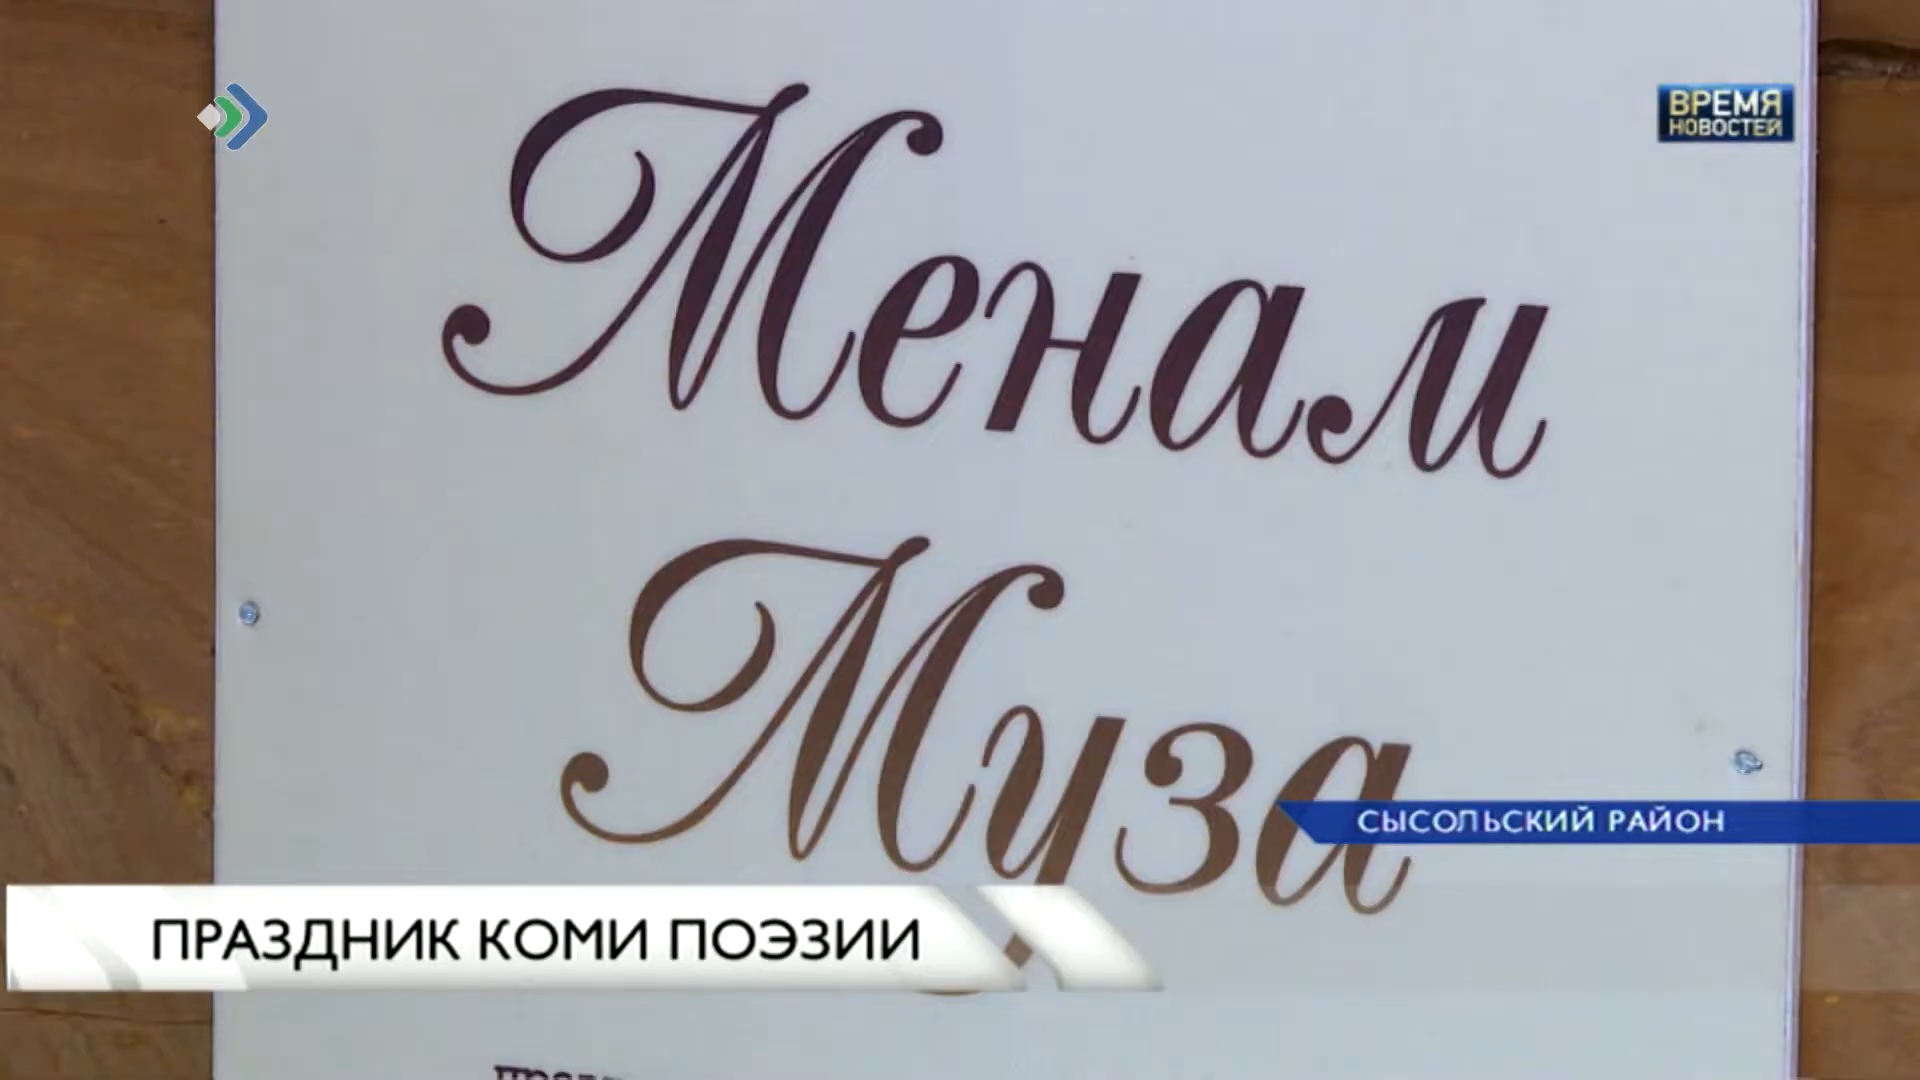 ВРЕМЯ
НОВОСТЕЙ
Менам
Муза
СЫСОЛЬСКИЙ РАЙОН
ПРАЗДНИК КОМИ ПОЭЗИИ